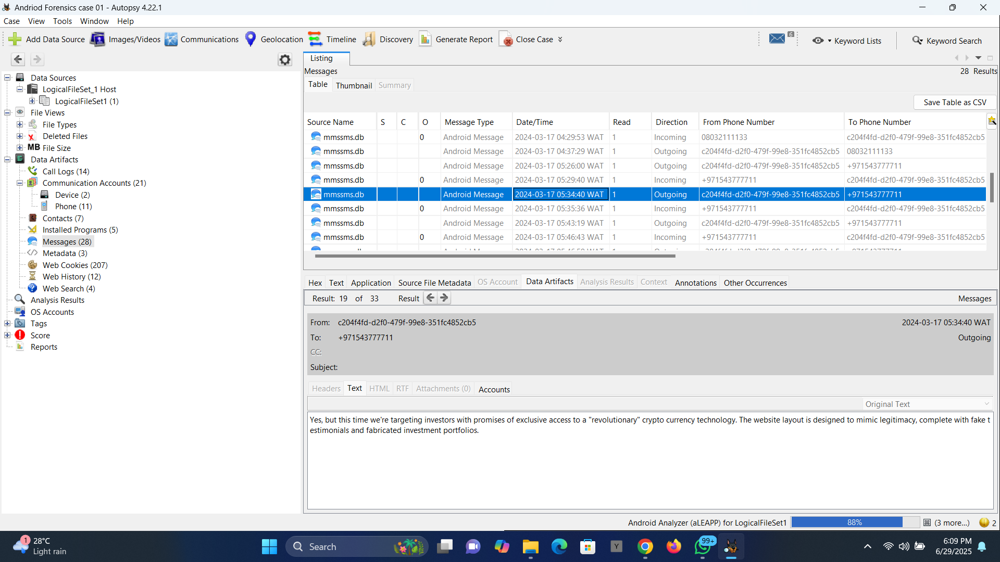 Andriod Forensics case 01 - Autopsy 4.22.1
Case View Tools Window Help
Add Data Source Images/Videos Communications Geolocation Timeline Discovery Generate Report Close Case 6 Keyword Lists Keyword Search
Listing
Messages 28 Results
Table Thumbnail Summary
Save Table as CSV
Data Sources
LogicalFileSet_1 Host
LogicalFileSet1 (1)
File Views
File Types
Deleted Files
MB File Size
Data Artifacts
Call Logs (14)
Communication Accounts (21)
Device (2)
Phone (11)
Contacts (7)
Installed Programs (5)
Messages (28)
Metadata (3)
Web Cookies (207)
Web History (12)
Web Search (4)
Analysis Results
OS Accounts
Tags
Score
Reports
Source Name S C O Message Type Date/Time Read Direction From Phone Number To Phone Number
mmssms.db 0 Android Message 2024-03-17 04:29:53 WAT 1 Incoming 08032111133 c204f4fd-d2f0-479f-99e8-351fc4852cb5
mmssms.db Android Message 2024-03-17 04:37:29 WAT 1 Outgoing c204f4fd-d2f0-479f-99e8-351fc4852cb5 08032111133
mmssms.db Android Message 2024-03-17 05:26:00 WAT 1 Outgoing c204f4fd-d2f0-479f-99e8-351fc4852cb5 +971543777711
mmssms.db 0 Android Message 2024-03-17 05:29:40 WAT 1 Incoming +971543777711 c204f4fd-d2f0-479f-99e8-351fc4852cb5
mmssms.db Android Message 2024-03-17 05:34:40 WAT 1 Outgoing c204f4fd-d2f0-479f-99e8-351fc4852cb5 +971543777711
mmssms.db 0 Android Message 2024-03-17 05:35:36 WAT 1 Incoming +971543777711 c204f4fd-d2f0-479f-99e8-351fc4852cb5
mmssms.db Android Message 2024-03-17 05:43:19 WAT 1 Outgoing c204f4fd-d2f0-479f-99e8-351fc4852cb5 +971543777711
mmssms.db 0 Android Message 2024-03-17 05:46:43 WAT 1 Incoming +971543777711 c204f4fd-d2f0-479f-99e8-351fc4852cb5
Hex Text Application Source File Metadata OS Account Data Artifacts Analysis Results Context Annotations Other Occurrences
Result: 19 of 33 Result Messages
From: c204f4fd-d2f0-479f-99e8-351fc4852cb5 2024-03-17 05:34:40 WAT
To: +971543777711 Outgoing
CC:
Subject:
Headers Text HTML RTF Attachments (0) Accounts
Original Text
Yes, but this time we're targeting investors with promises of exclusive access to a "revolutionary" crypto currency technology. The website layout is designed to mimic legitimacy, complete with fake t
estimonials and fabricated investment portfolios.
Android Analyzer (aLEAPP) for LogicalFileSet1 88% (3 more...) 2
1 28°C
Light rain
Search
Y
99+
6:09 PM
6/29/2025